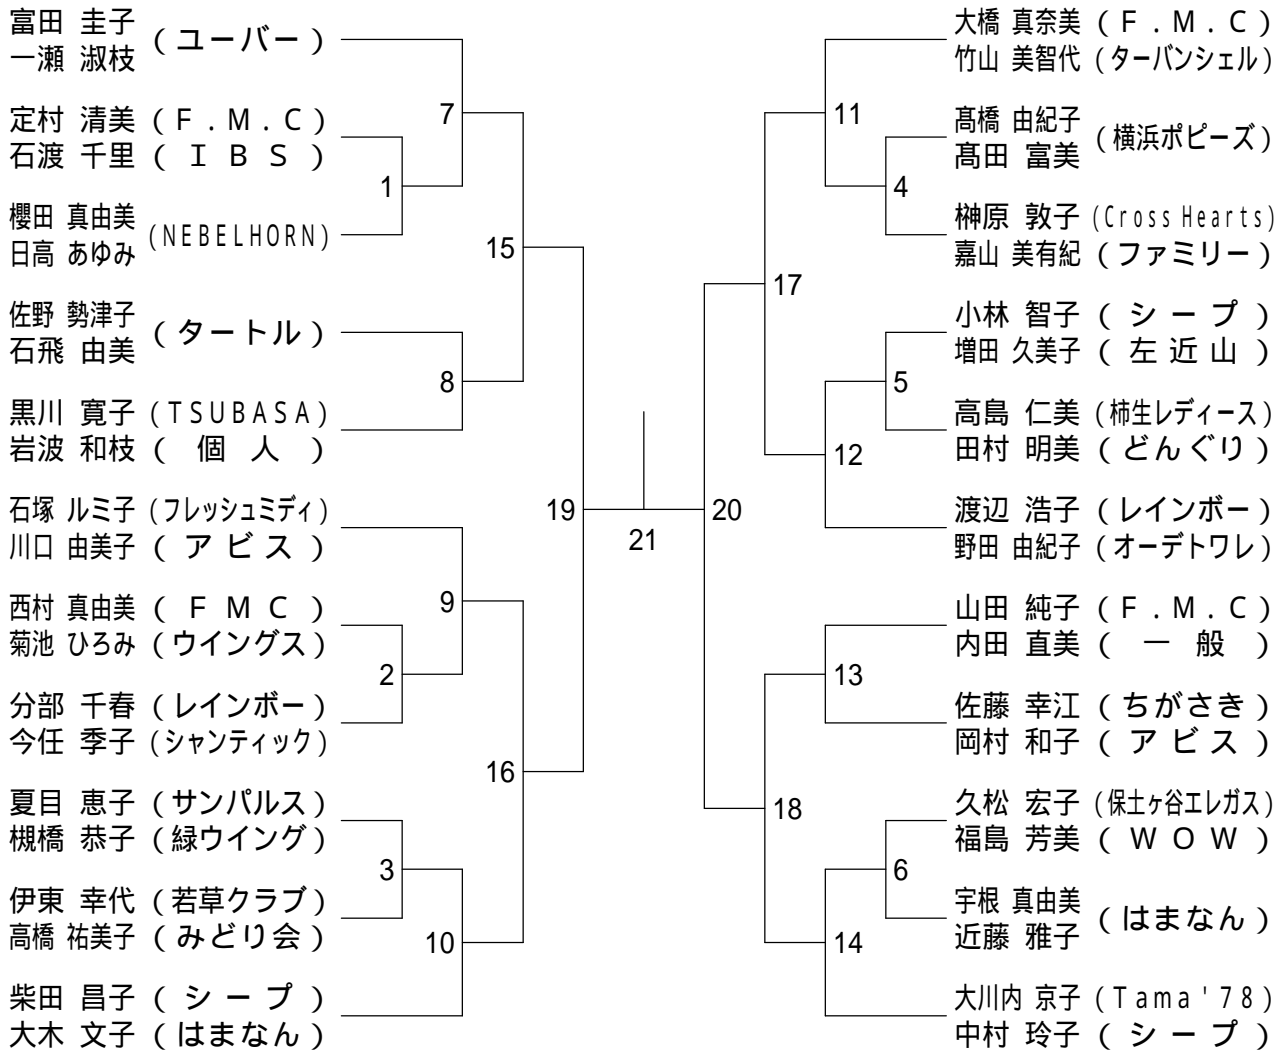 富田 圭子 (ユーバー)
一瀬 淑枝
定村 清美 (F.M.C)
石渡 千里 (IBS)
櫻田 真由美 (NEBELHORN)
日高 あゆみ
佐野 勢津子 (タートル)
石飛 由美
黒川 寛子 (TSUBASA)
岩波 和枝 (個人)
石塚 ルミ子 (フレッシュミディ)
川口 由美子 (アビス)
西村 真由美 (FMC)
菊池 ひろみ (ウイングス)
分部 千春 (レインボー)
今任 季子 (シャンティック)
夏目 恵子 (サンパルス)
槻橋 恭子 (緑ウイング)
伊東 幸代 (若草クラブ)
高橋 祐美子 (みどり会)
柴田 昌子 (シープ)
大木 文子 (はまなん)
7
1
15
8
19
9
2
16
3
10
21
20
11
4
17
5
12
13
18
6
14
大橋 真奈美 (F.M.C)
竹山 美智代 (ターバンシェル)
髙橋 由紀子 (横浜ポピーズ)
髙田 富美
榊原 敦子 (Cross Hearts)
嘉山 美有紀 (ファミリー)
小林 智子 (シープ)
増田 久美子 (左近山)
高島 仁美 (柿生レディース)
田村 明美 (どんぐり)
渡辺 浩子 (レインボー)
野田 由紀子 (オーデトワレ)
山田 純子 (F.M.C)
内田 直美 (一般)
佐藤 幸江 (ちがさき)
岡村 和子 (アビス)
久松 宏子 (保土ヶ谷エレガス)
福島 芳美 (WOW)
宇根 真由美 (はまなん)
近藤 雅子
大川内 京子 (Tama'78)
中村 玲子 (シープ)